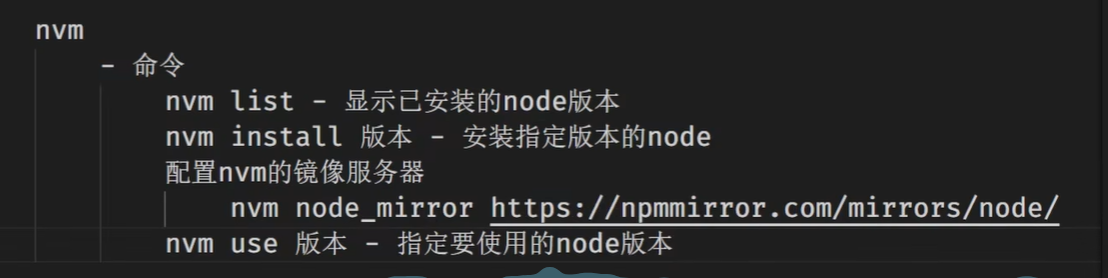 nvm
- 命令
nvm list - 显示已安装的node版本
nvm install 版本 - 安装指定版本的node
配置nvm的镜像服务器
nvm node_mirror https://npmmirror.com/mirrors/node/
nvm use 版本 - 指定要使用的node版本